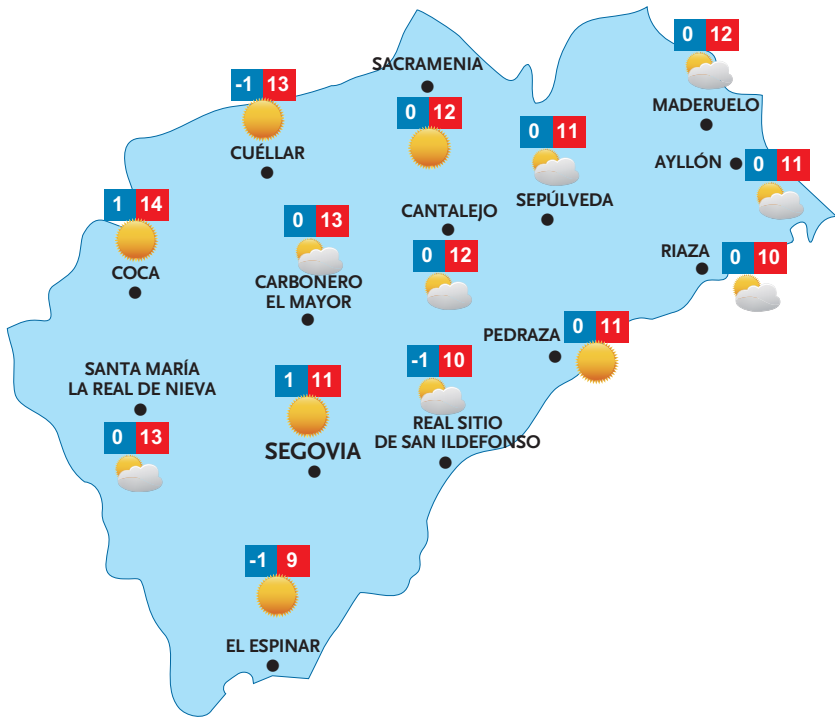 0 12
MADERUELO
SACRAMENIA
0 12
-1 13
CUÉLLAR
0 11
SEPÚLVEDA
AYLLÓN
0 11
1 14
COCA
0 13
CARBONERO
EL MAYOR
CANTALEJO
0 12
RIAZA
0 10
PEDRAZA
0 11
SANTA MARÍA
LA REAL DE NIEVA
0 13
1 11
SEGOVIA
-1 10
REAL SITIO
DE SAN ILDEFONSO
-1 9
EL ESPINAR